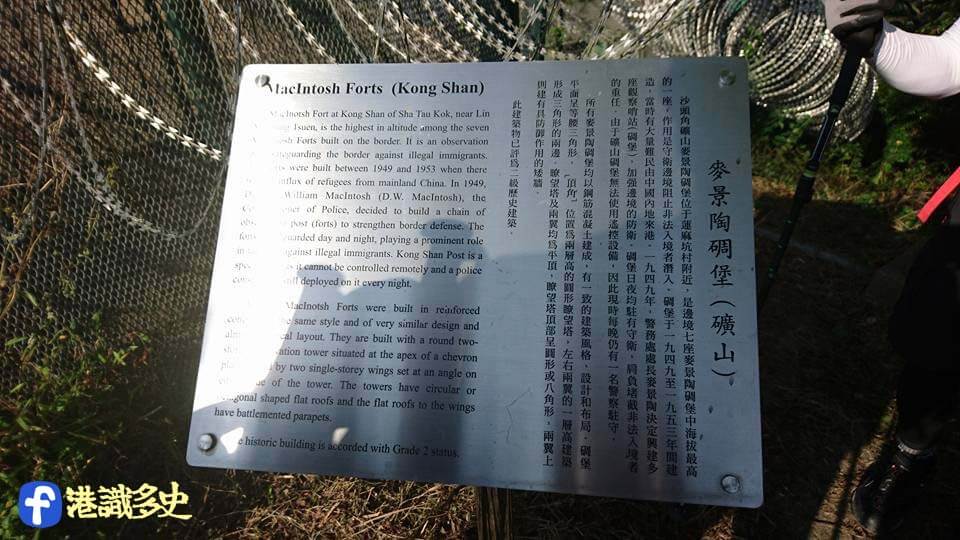 MacIntosh Forts (Kong Shan)
MacInotsh Fort at Kong Shan of Sha Tau Kok, near Lin
Tsuen, is the highest in altitude among the seven
Forts built on the border. It is an observation
safeguarding the border against illegal immigrants.
were built between 1949 and 1953 when there
influx of refugees from mainland China. In 1949,
William MacIntosh (D.W. MacIntosh), the
of Police, decided to build a chain of
post (forts) to strengthen border defense. The
guarded day and night, playing a prominent role
in against illegal immigrants. Kong Shan Post is a
it cannot be controlled remotely and a police
still deployed on it every night.
MacInotsh Forts were built in reinforced
same style and of very similar design and
layout. They are built with a round two-
tower situated at the apex of a chevron
by two single-storey wings set at an angle on
of the tower. The towers have circular or
octagonal shaped flat roofs and the flat roofs to the wings
have battlemented parapets.
historic building is accorded with Grade 2 status.
麥景陶碉堡（礦山）
沙頭角礦山麥景陶碉堡位于蓮麻坑村附近，是邊境七座麥景陶碉堡中海拔最高
的一座，作用是守衛邊境阻止非法入境者潛入。碉堡于一九四九至一九五三年間建
造，當時有大量難民由中國內地來港。一九四九年，警務處處長麥景陶決定興建多
座觀察哨站（碉堡），加強邊境的防衛。碉堡日夜均駐有守衛，肩負堵截非法入境者
的重任。由于礦山碉堡無法使用遙控設備，因此現時每晚仍有一名警察駐守。
所有麥景陶碉堡均以鋼筋混凝土建成，有一致的建築風格、設計和布局。碉堡
平面呈等腰三角形，「頂角」位置爲兩層高的圓形瞭望塔，左右兩翼的一層高建築
形成三角形的兩邊。瞭望塔及兩翼均爲平頂，瞭望塔頂部呈圓形或八角形，兩翼上
則建有具防御作用的矮牆。
此建築物已評爲二級歷史建築。
港識多史